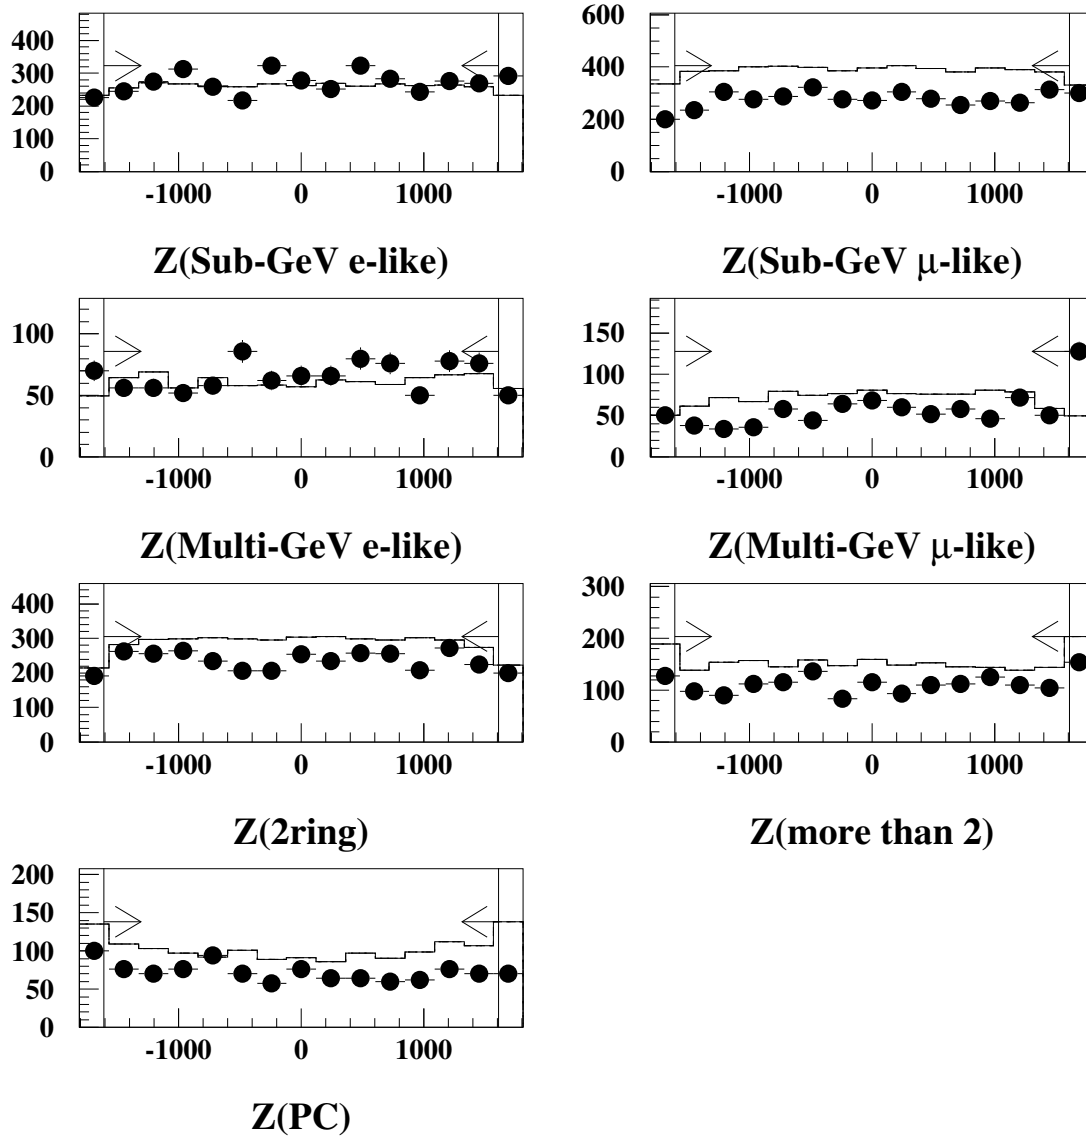 400
300
200
100
0
-1000 0 1000
Z(Sub-GeV e-like)
600
400
200
0
-1000 0 1000
Z(Sub-GeV μ-like)
100
50
0
-1000 0 1000
Z(Multi-GeV e-like)
150
100
50
0
-1000 0 1000
Z(Multi-GeV μ-like)
400
300
200
100
0
-1000 0 1000
Z(2ring)
300
200
100
0
-1000 0 1000
Z(more than 2)
200
150
100
50
0
-1000 0 1000
Z(PC)